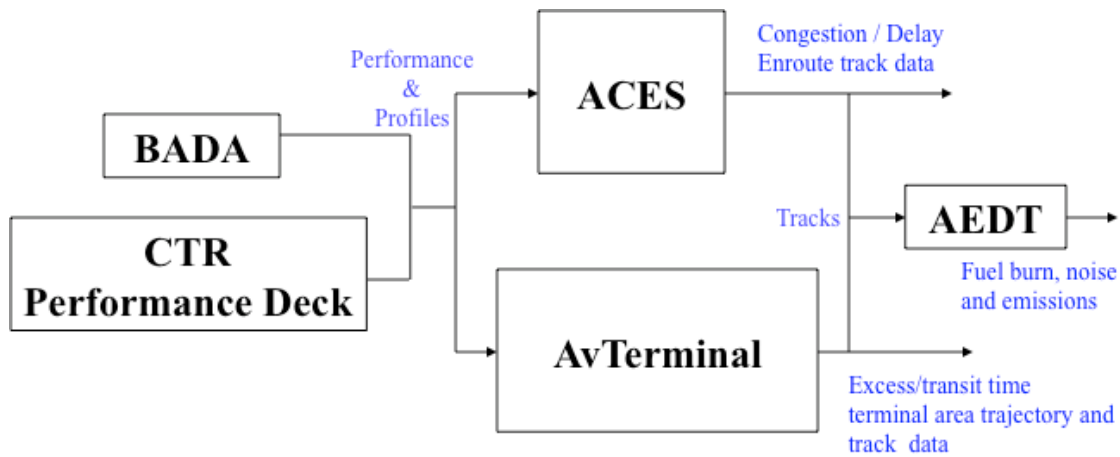 Performance
&
Profiles
BADA
CTR
Performance Deck
ACES
Congestion / Delay
Enroute track data
Tracks
AEDT
Fuel burn, noise
and emissions
AvTerminal
Excess/transit time
terminal area trajectory and
track data